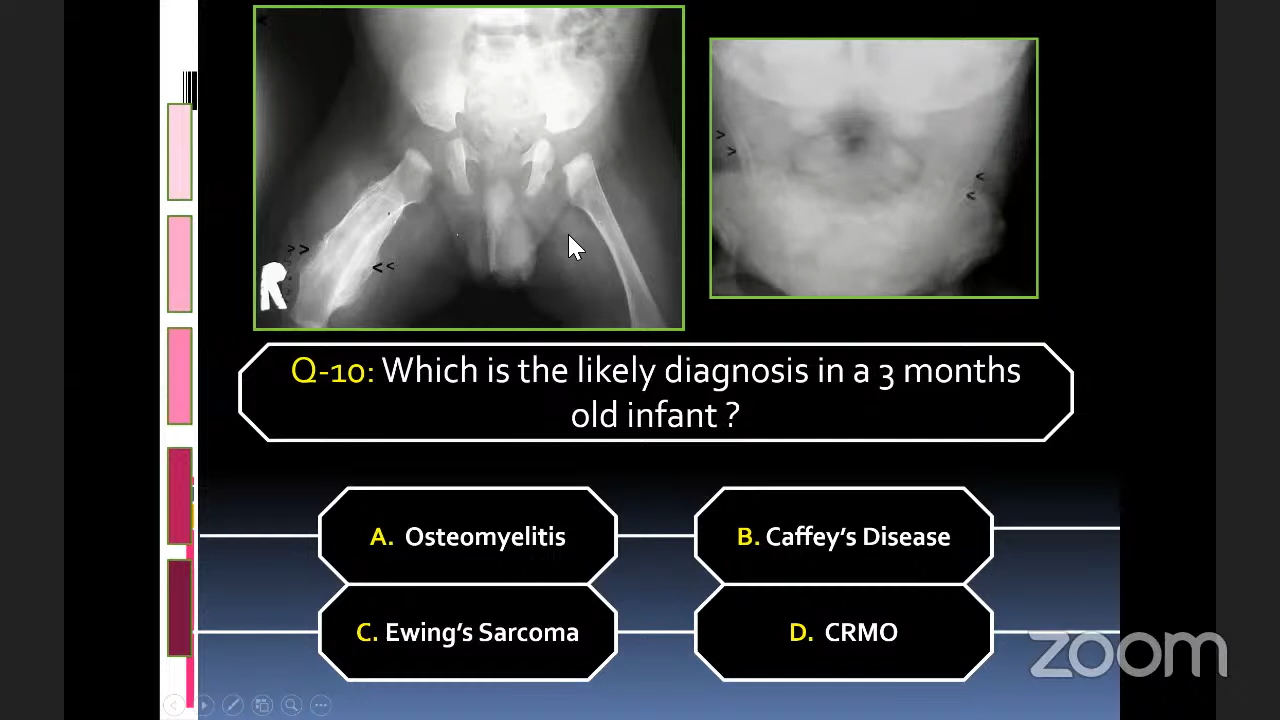 R
Q-10: Which is the likely diagnosis in a 3 months
old infant ?
A. Osteomyelitis
B. Caffey's Disease
C. Ewing's Sarcoma
D. CRMO
zoom